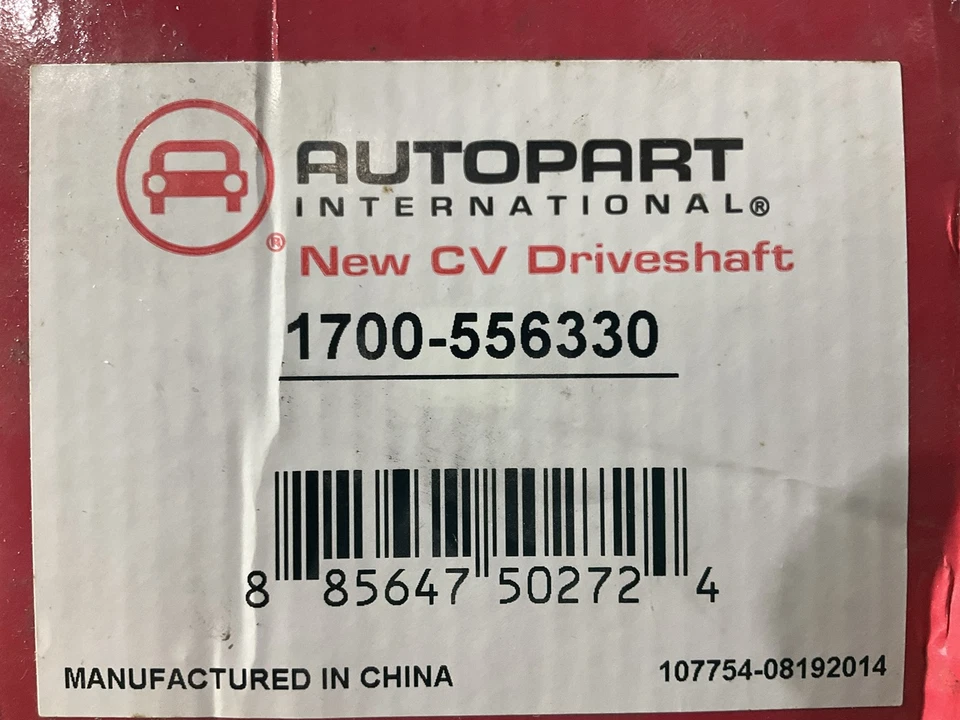 AUTOPART
INTERNATIONAL®
® New CV Driveshaft
1700-556330
8 85647 50272 4
MANUFACTURED IN CHINA 107754-08192014